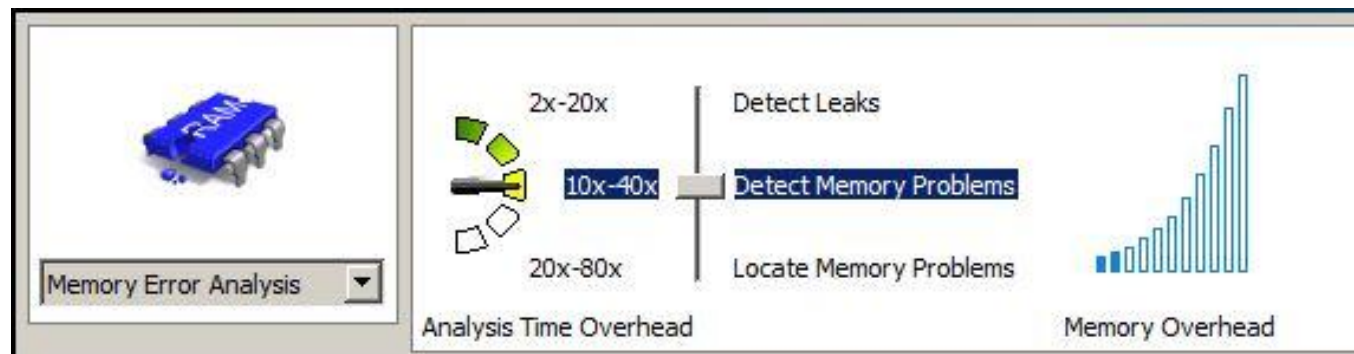 RAM
Memory Error Analysis
2x-20x Detect Leaks
10x-40x Detect Memory Problems
20x-80x Locate Memory Problems
Analysis Time Overhead
Memory Overhead